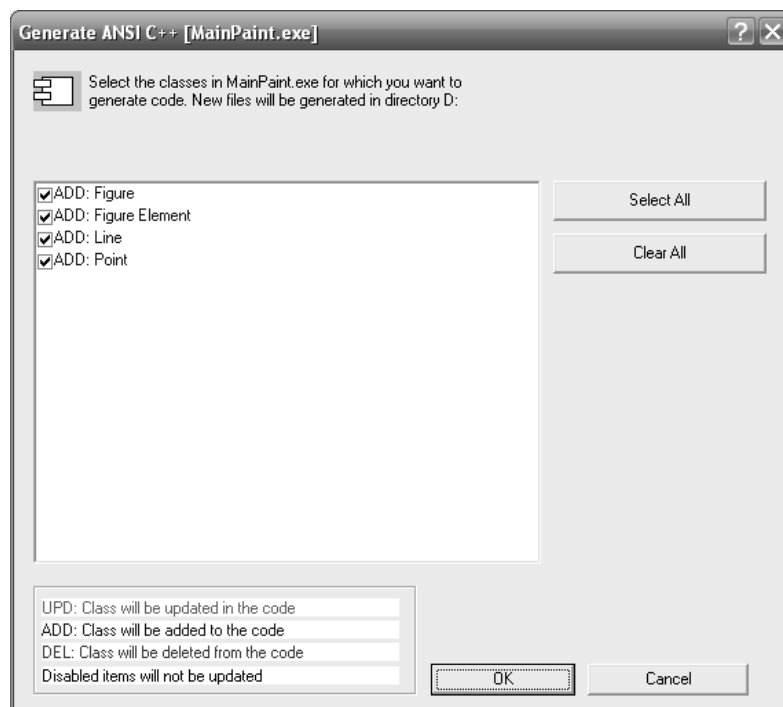 Generate ANSI C++ [MainPaint.exe]
Select the classes in MainPaint.exe for which you want to
generate code. New files will be generated in directory D:
ADD: Figure
ADD: Figure Element
ADD: Line
ADD: Point
Select All
Clear All
UPD: Class will be updated in the code
ADD: Class will be added to the code
DEL: Class will be deleted from the code
Disabled items will not be updated
OK
Cancel